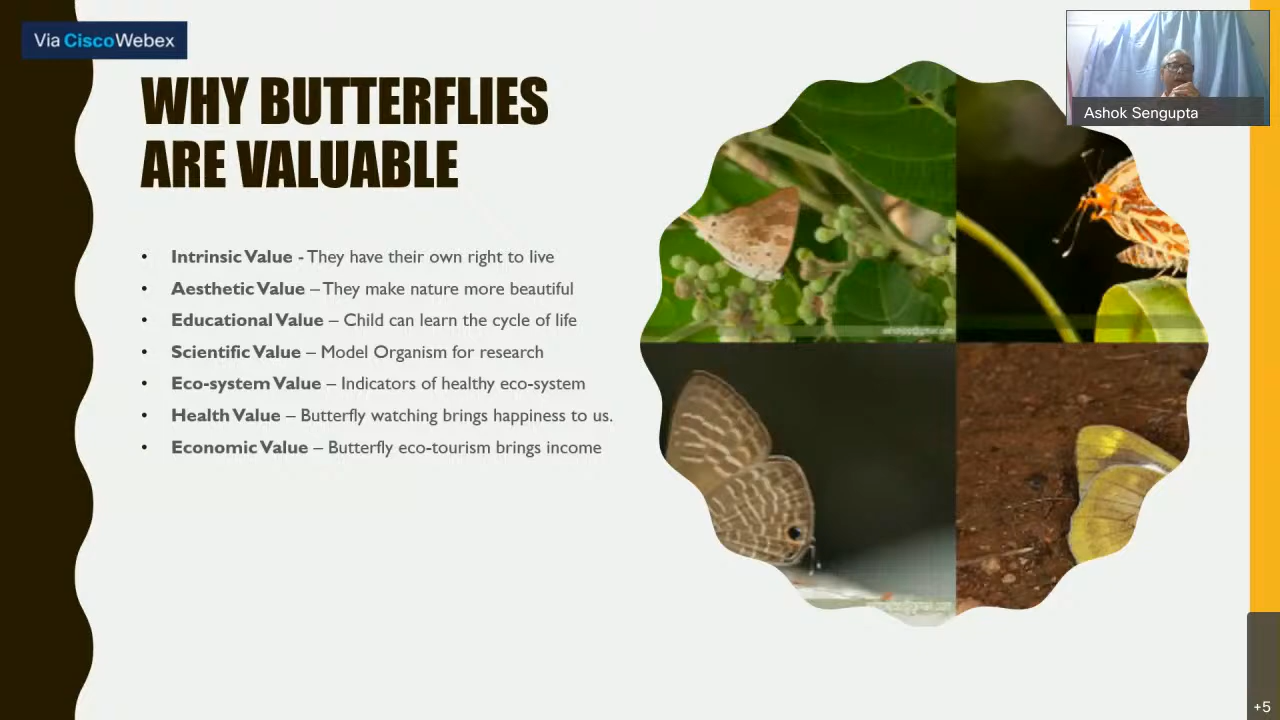 Via Cisco Webex
WHY BUTTERFLIES
ARE VALUABLE
• Intrinsic Value - They have their own right to live
• Aesthetic Value – They make nature more beautiful
• Educational Value – Child can learn the cycle of life
• Scientific Value – Model Organism for research
• Eco-system Value – Indicators of healthy eco-system
• Health Value – Butterfly watching brings happiness to us.
• Economic Value – Butterfly eco-tourism brings income
Ashok Sengupta
+5